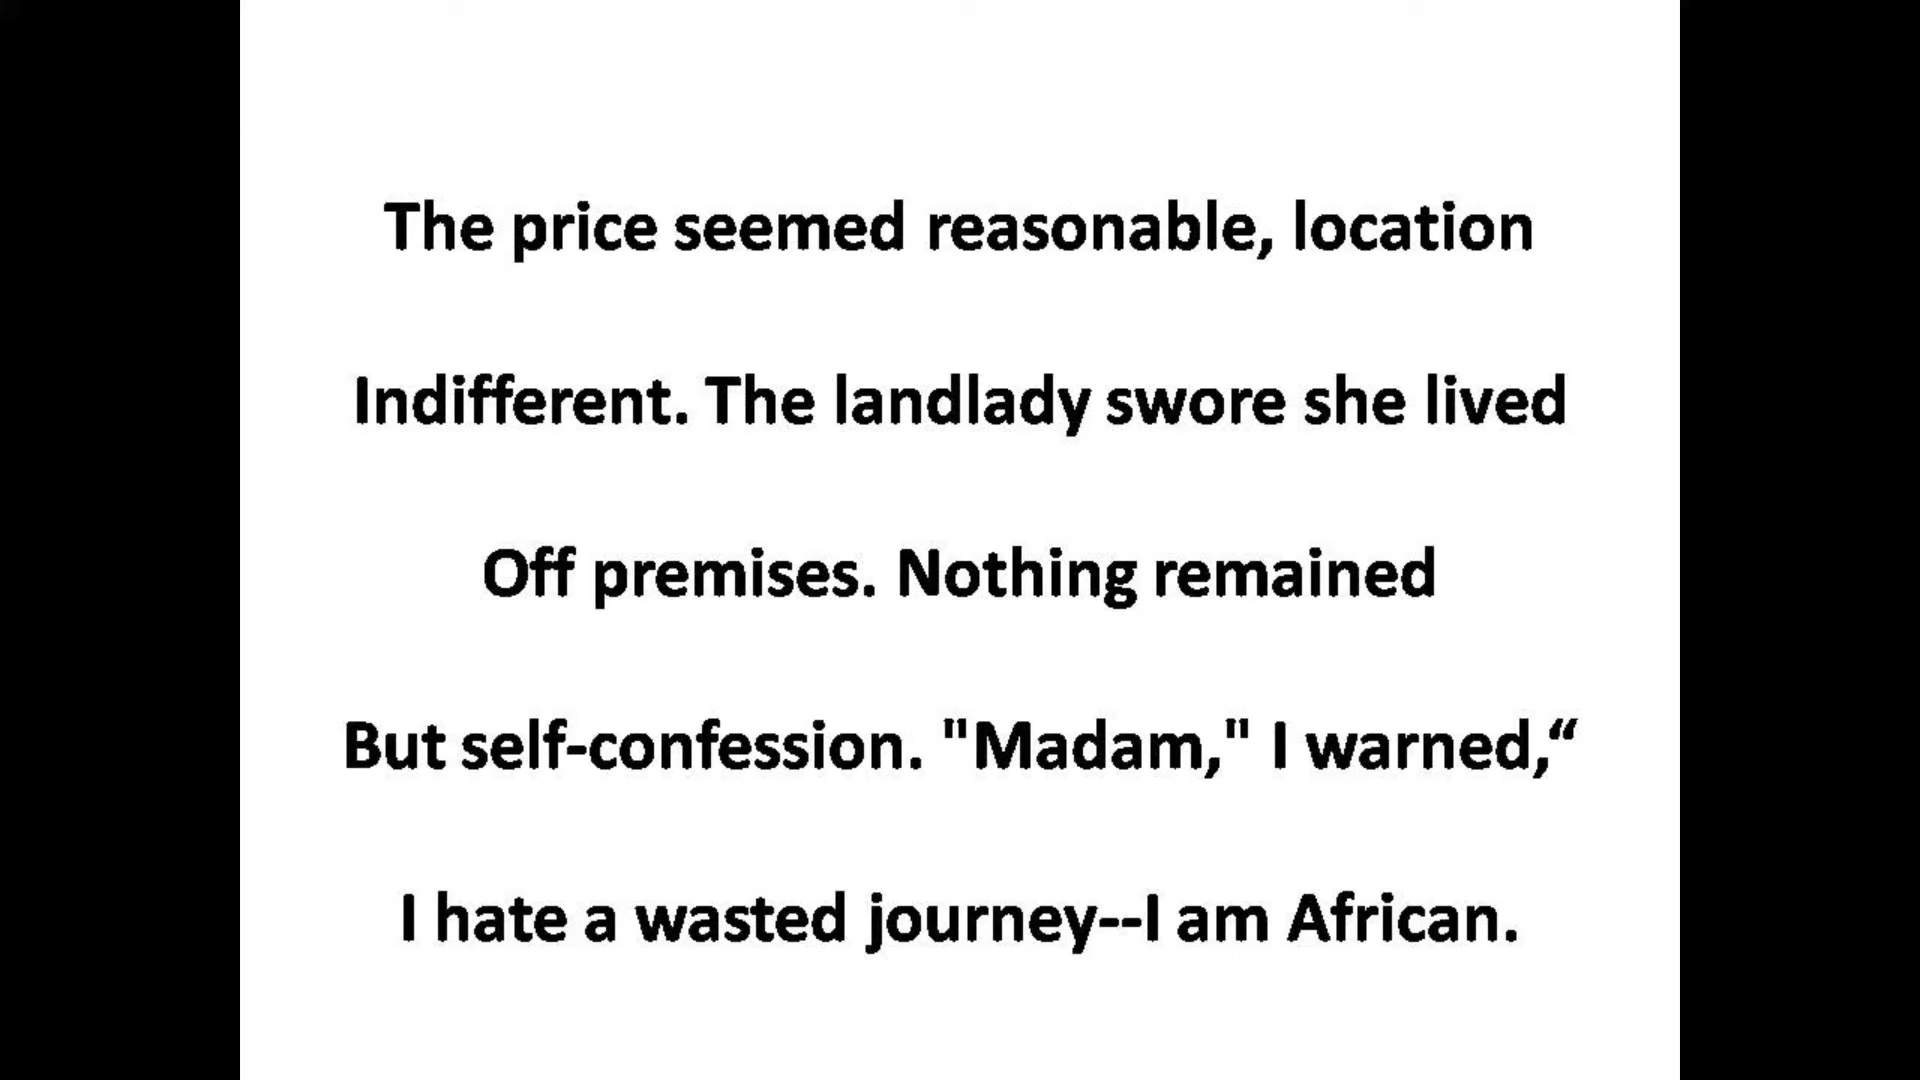 The price seemed reasonable, location
Indifferent. The landlady swore she lived
Off premises. Nothing remained
But self-confession. "Madam," I warned,“
I hate a wasted journey--I am African.